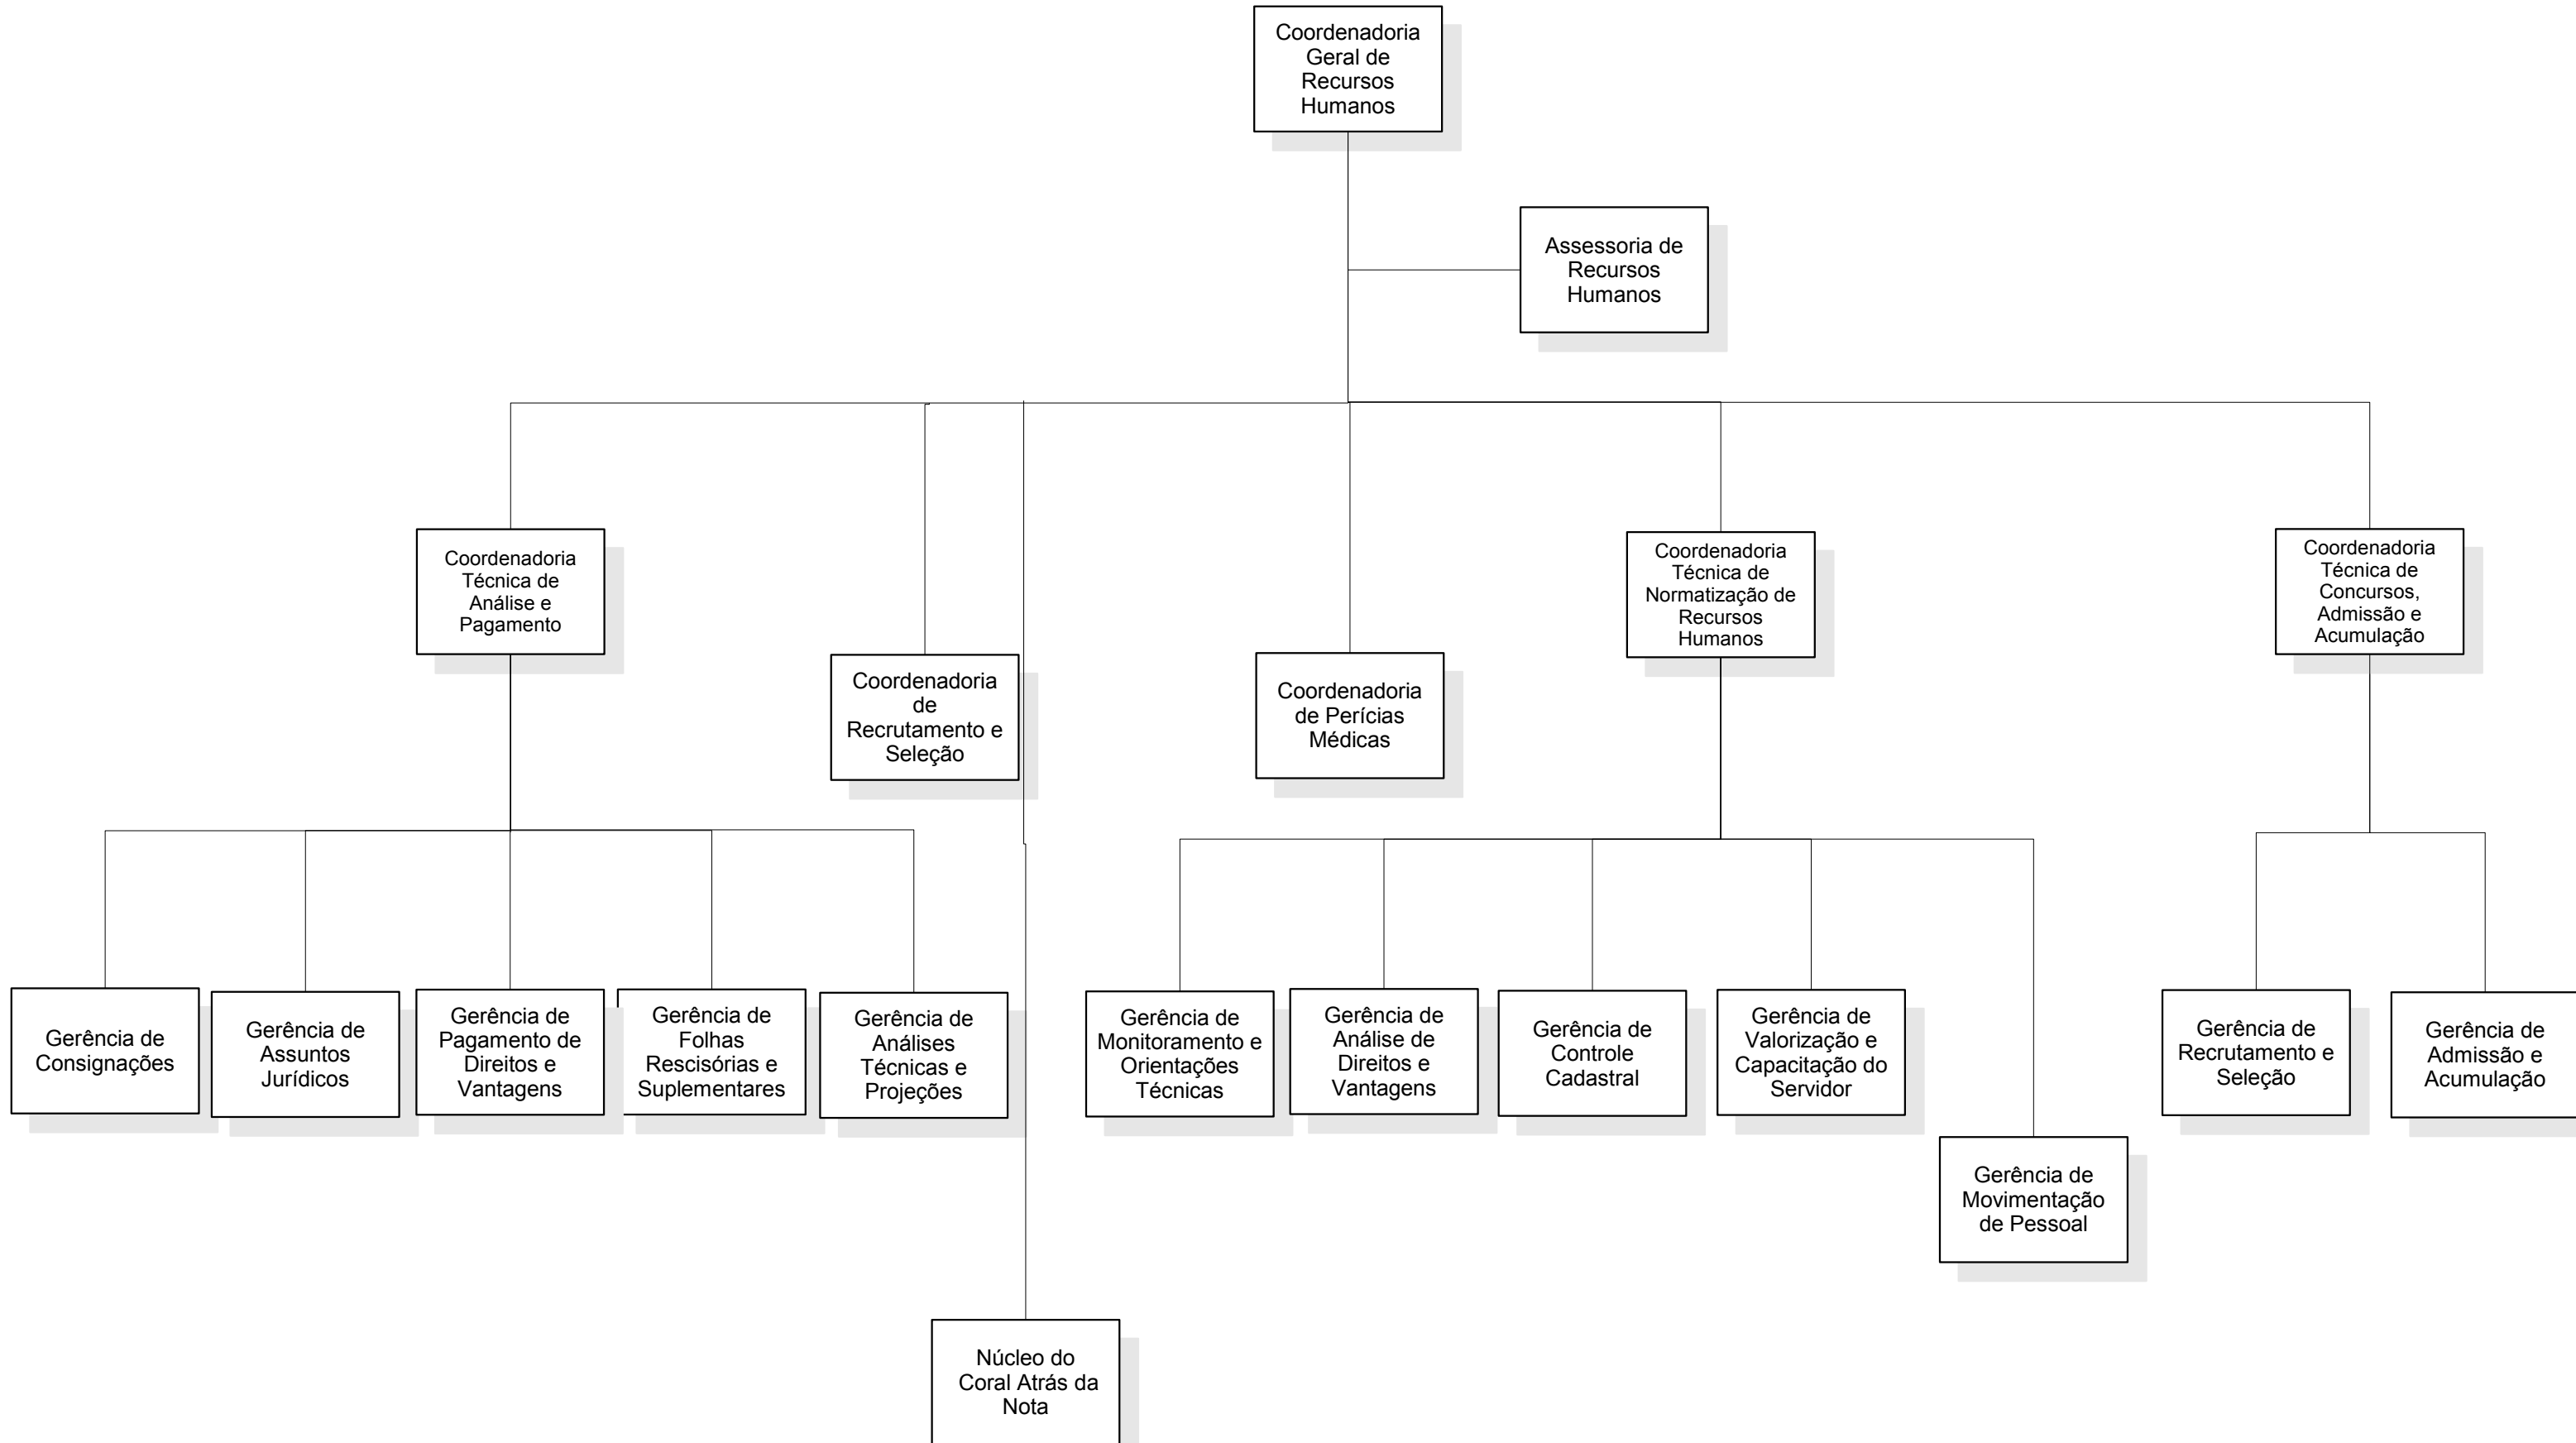 Coordenadoria
Geral de
Recursos
Humanos
Assessoria de
Recursos
Humanos
Coordenadoria
Técnica de
Análise e
Pagamento
Coordenadoria
de
Recrutamento e
Seleção
Coordenadoria
de Perícias
Médicas
Coordenadoria
Técnica de
Normatização de
Recursos
Humanos
Coordenadoria
Técnica de
Concursos,
Admissão e
Acumulação
Gerência de
Consignações
Gerência de
Assuntos
Jurídicos
Gerência de
Pagamento de
Direitos e
Vantagens
Gerência de
Folhas
Rescisórias e
Suplementares
Gerência de
Análises
Técnicas e
Projeções
Gerência de
Monitoramento e
Orientações
Técnicas
Gerência de
Análise de
Direitos e
Vantagens
Gerência de
Controle
Cadastral
Gerência de
Valorização e
Capacitação do
Servidor
Gerência de
Movimentação
de Pessoal
Gerência de
Recrutamento e
Seleção
Gerência de
Admissão e
Acumulação
Núcleo do
Coral Atrás da
Nota